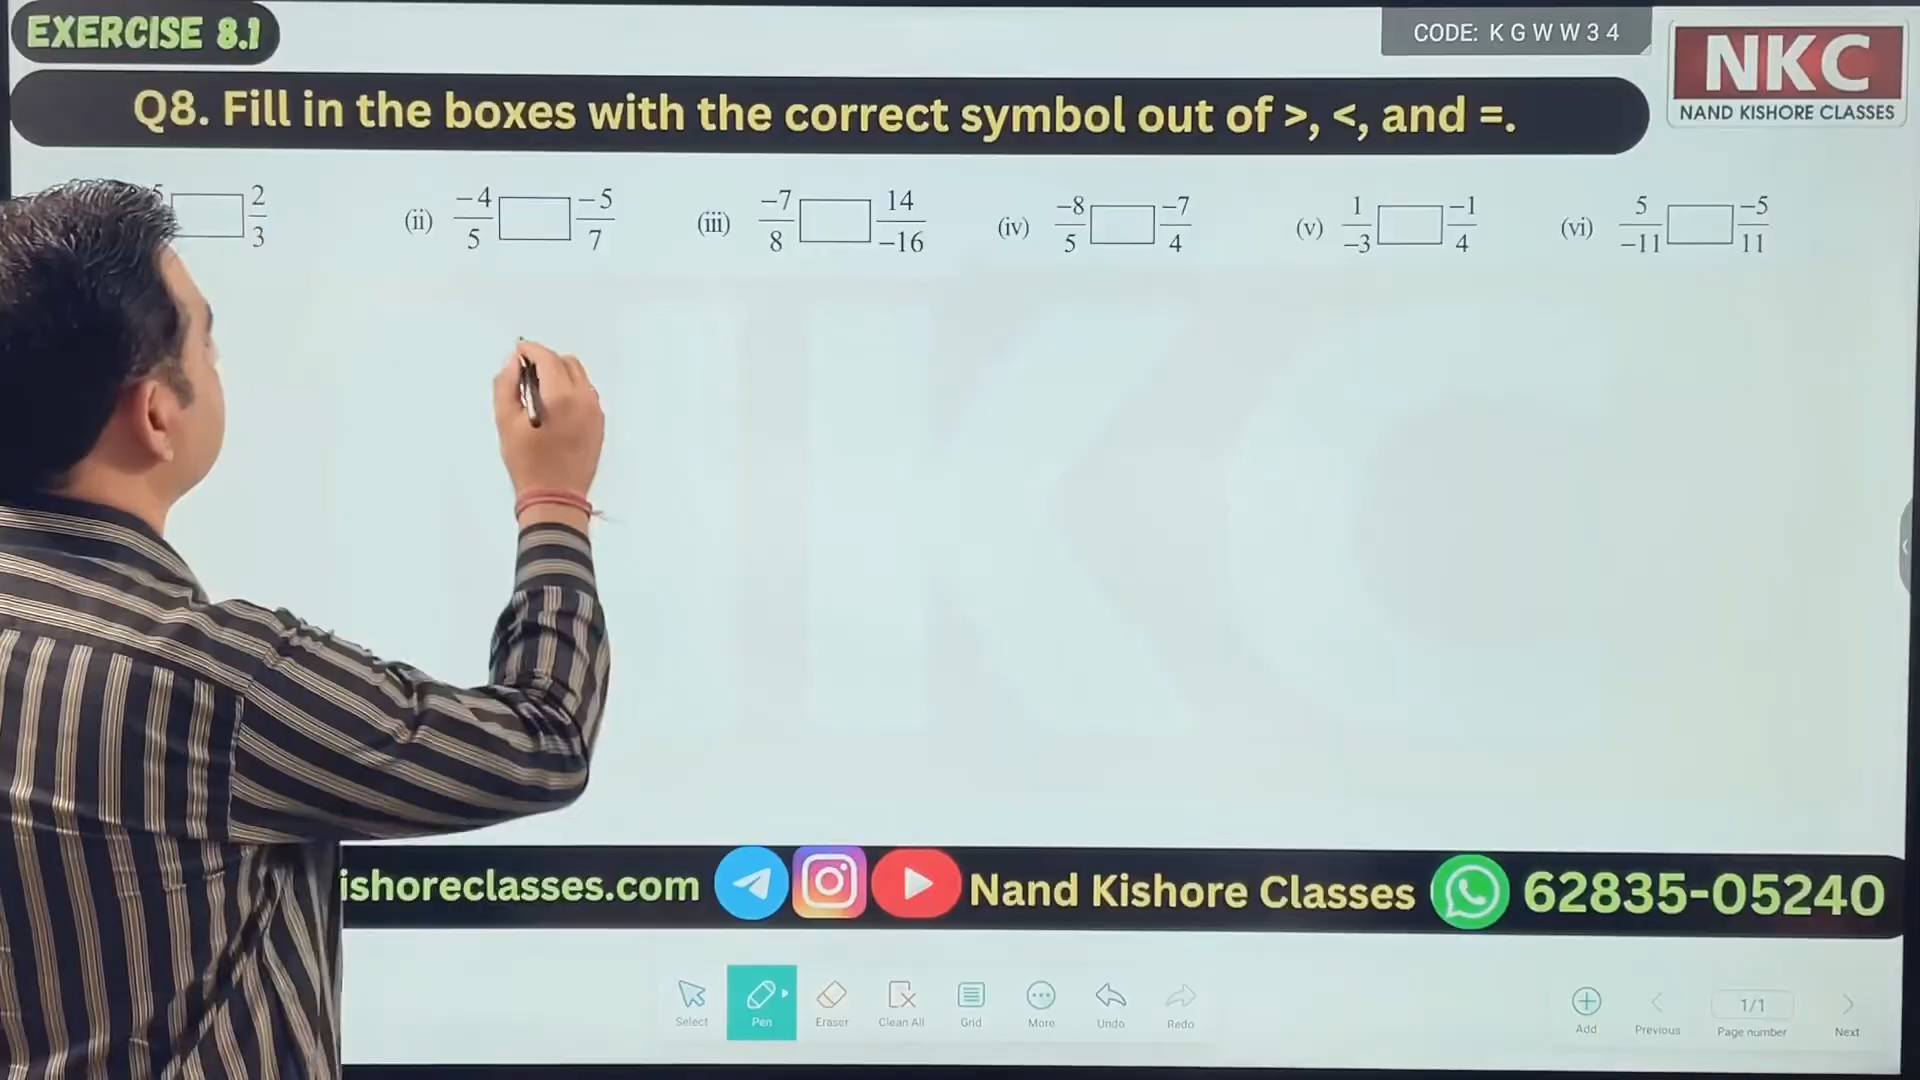 EXERCISE 8.1
CODE: K G W W 3 4
NKC
NAND KISHORE CLASSES
Q8. Fill in the boxes with the correct symbol out of >, <, and =.
5 2/3 (ii) -4/5 -5/7 (iii) -7/8 14/-16 (iv) -8/5 -7/4 (v) 1/-3 -1/4 (vi) 5/-11 -5/11
ishoreclasses.com Nand Kishore Classes 62835-05240
Select Pen Eraser Clean All Grid More Undo Redo Add Previous 1/1 Page number Next